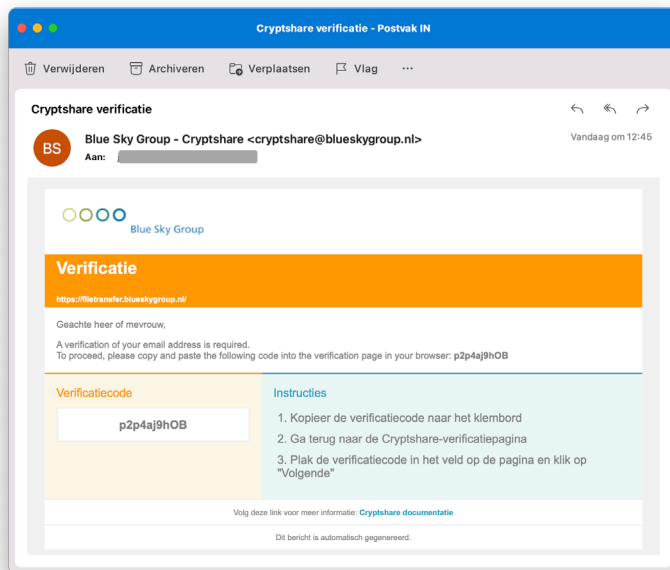 Cryptshare verificatie - Postvak IN
Verwijderen Archiveren Verplaatsen Vlag ...
Cryptshare verificatie
BS
Blue Sky Group - Cryptshare <cryptshare@blueskygroup.nl>
Vandaag om 12:45
Aan:
Blue Sky Group
Verificatie
https://filetransfer.blueskygroup.nl/
Geachte heer of mevrouw,
A verification of your email address is required.
To proceed, please copy and paste the following code into the verification page in your browser: p2p4aj9hOB
Verificatiecode
p2p4aj9hOB
Instructies
1. Kopieer de verificatiecode naar het klembord
2. Ga terug naar de Cryptshare-verificatiepagina
3. Plak de verificatiecode in het veld op de pagina en klik op
"Volgende"
Volg deze link voor meer informatie: Cryptshare documentatie
Dit bericht is automatisch gegenereerd.